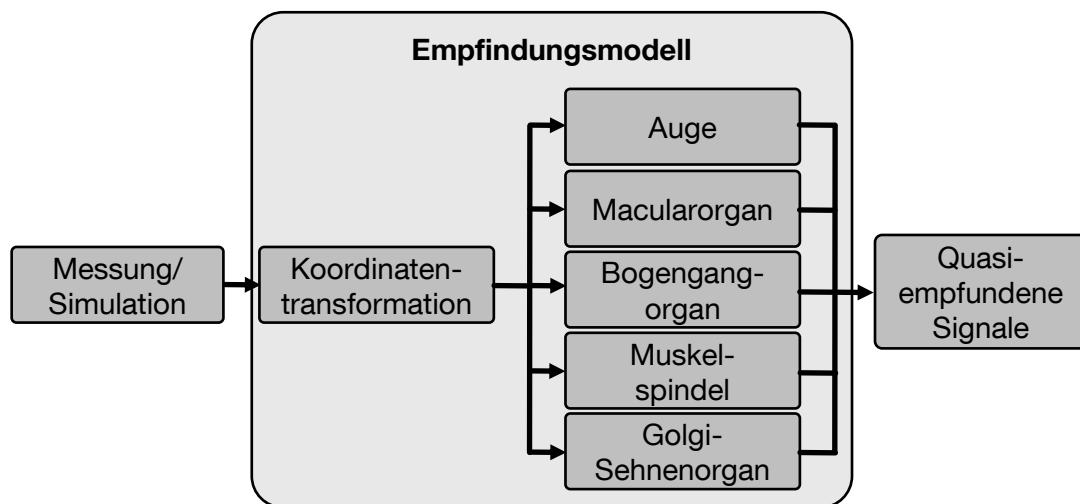 Empfindungsmodell
Messung/
Simulation
Koordinaten-
transformation
Auge
Macularorgan
Bogengang-
organ
Muskel-
spindel
Golgi-
Sehnenorgan
Quasi-
empfundene
Signale